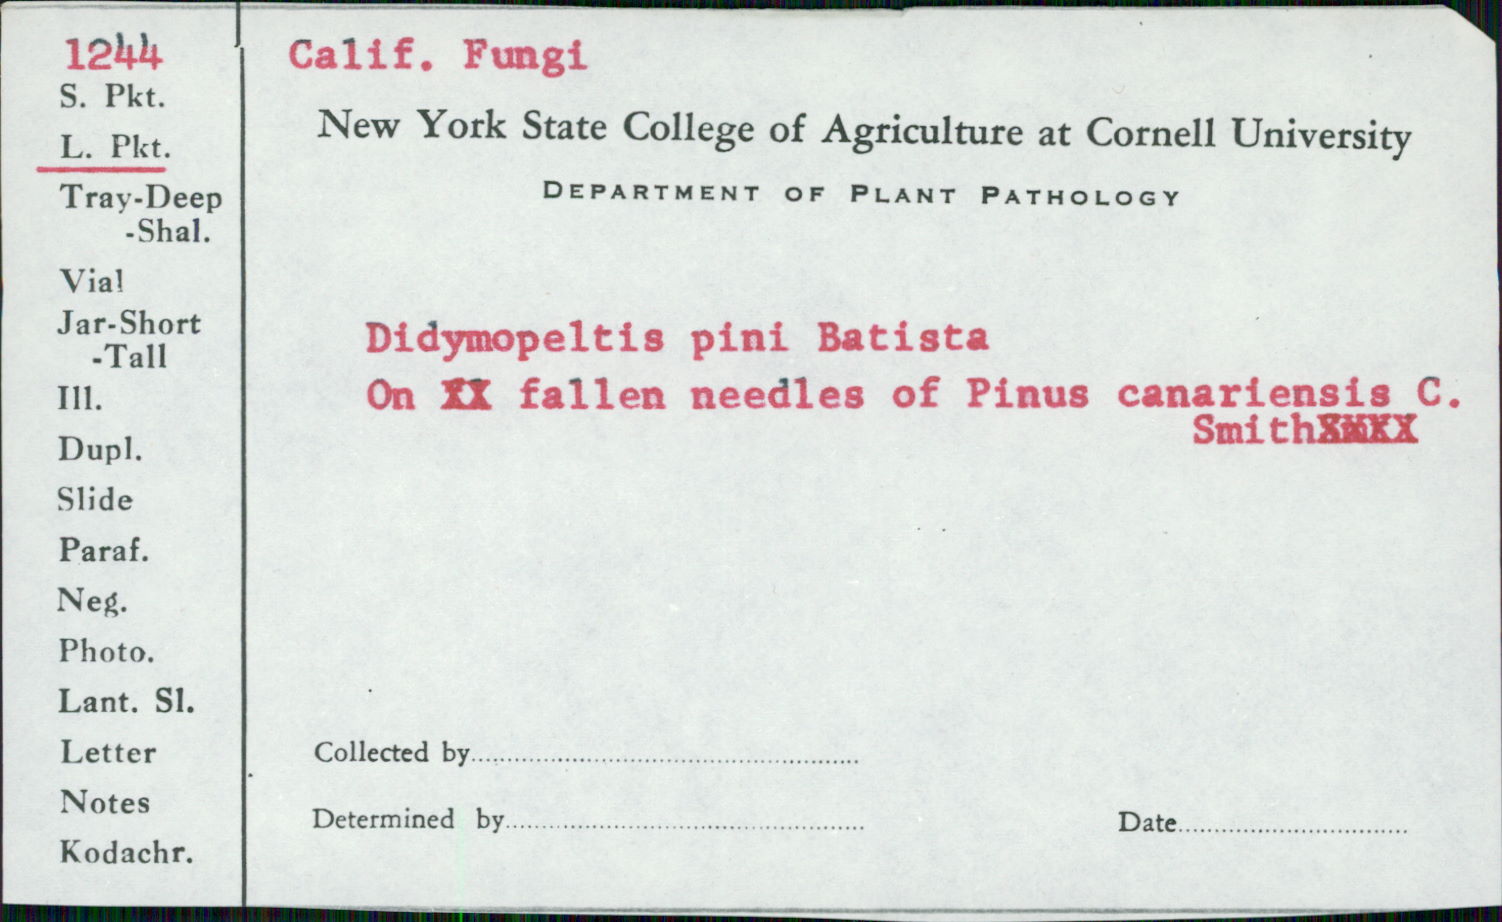 1244
S. Pkt.
L. Pkt.
Tray-Deep
-Shal.
Vial
Jar-Short
-Tall
Ill.
Dupl.
Slide
Paraf.
Neg.
Photo.
Lant. Sl.
Letter
Notes
Kodachr.
Calif. Fungi
New York State College of Agriculture at Cornell University
DEPARTMENT OF PLANT PATHOLOGY
Didymopeltis pini Batista
On XX fallen needles of Pinus canariensis C.
Smith
Collected by
Determined by
Date